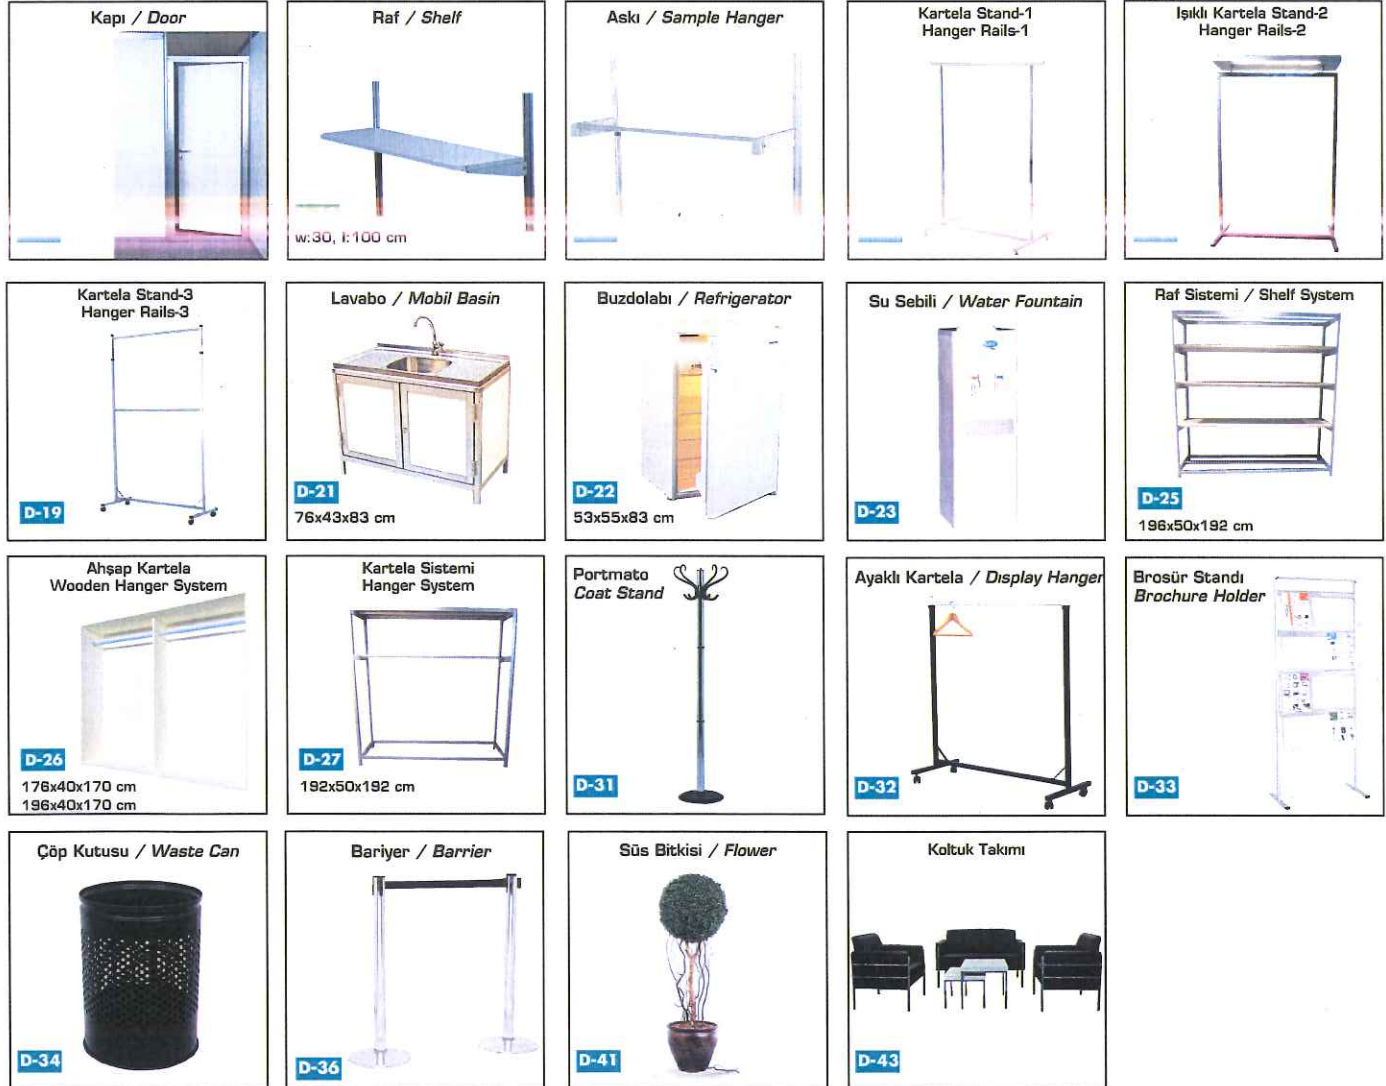 Kapı / Door
Raf / Shelf
w:30, l:100 cm
Askı / Sample Hanger
Kartela Stand-1
Hanger Rails-1
Işıklı Kartela Stand-2
Hanger Rails-2
Kartela Stand-3
Hanger Rails-3
D-19
Lavabo / Mobil Basin
D-21
76x43x83 cm
Buzdolabı / Refrigerator
D-22
53x55x83 cm
Su Sebili / Water Fountain
D-23
Raf Sistemi / Shelf System
D-25
196x50x192 cm
Ahşap Kartela
Wooden Hanger System
D-26
176x40x170 cm
196x40x170 cm
Kartela Sistemi
Hanger System
D-27
192x50x192 cm
Portmato
Coat Stand
D-31
Ayaklı Kartela / Display Hanger
D-32
Broşür Standı
Brochure Holder
D-33
Çöp Kutusu / Waste Can
D-34
Bariyer / Barrier
D-36
Süs Bitkisi / Flower
D-41
Koltuk Takımı
D-43